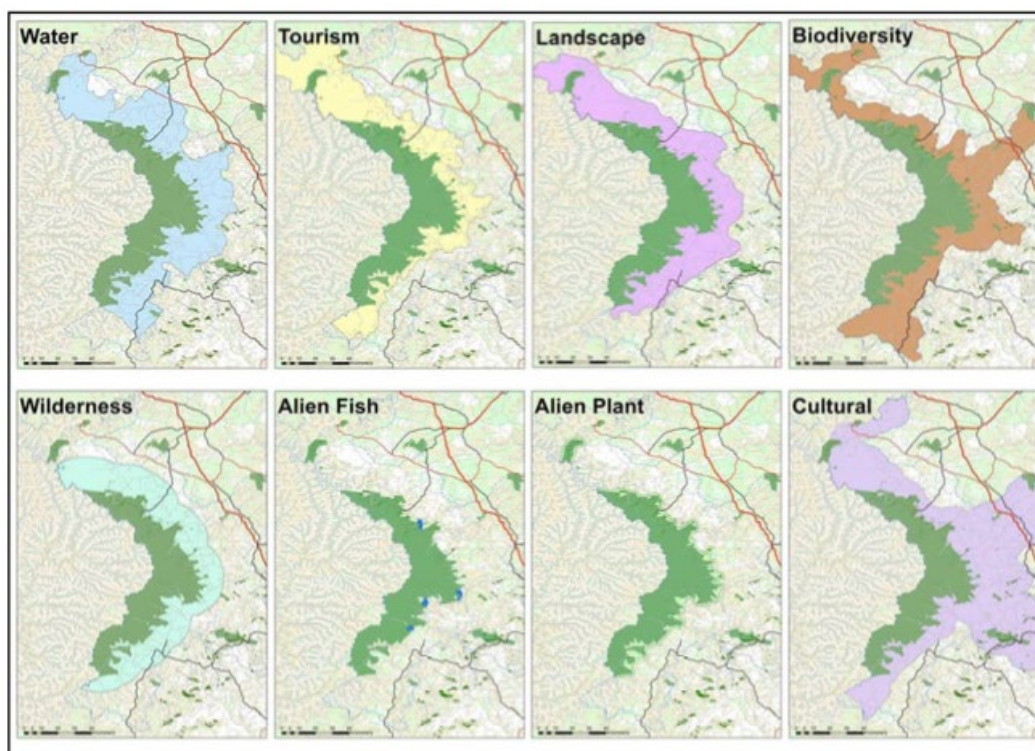 Water
Tourism
Landscape
Biodiversity
Wilderness
Alien Fish
Alien Plant
Cultural